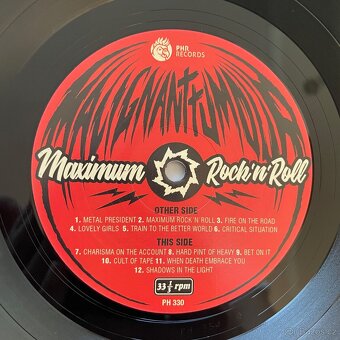 PHR
RECORDS
MALIGNANT TUMOUR
Maximum Rock'n'Roll
OTHER SIDE
1. METAL PRESIDENT 2. MAXIMUM ROCK N ROLL 3. FIRE ON THE ROAD
4. LOVELY GIRLS 5. TRAIN TO THE BETTER WORLD 6. CRITICAL SITUATION
THIS SIDE
7. CHARISMA ON THE ACCOUNT 8. HARD PINT OF HEAVY 9. BET ON IT
10. CULT OF TAPE 11. WHEN DEATH EMBRACE YOU
12. SHADOWS IN THE LIGHT
33 1/3 rpm
PH 330